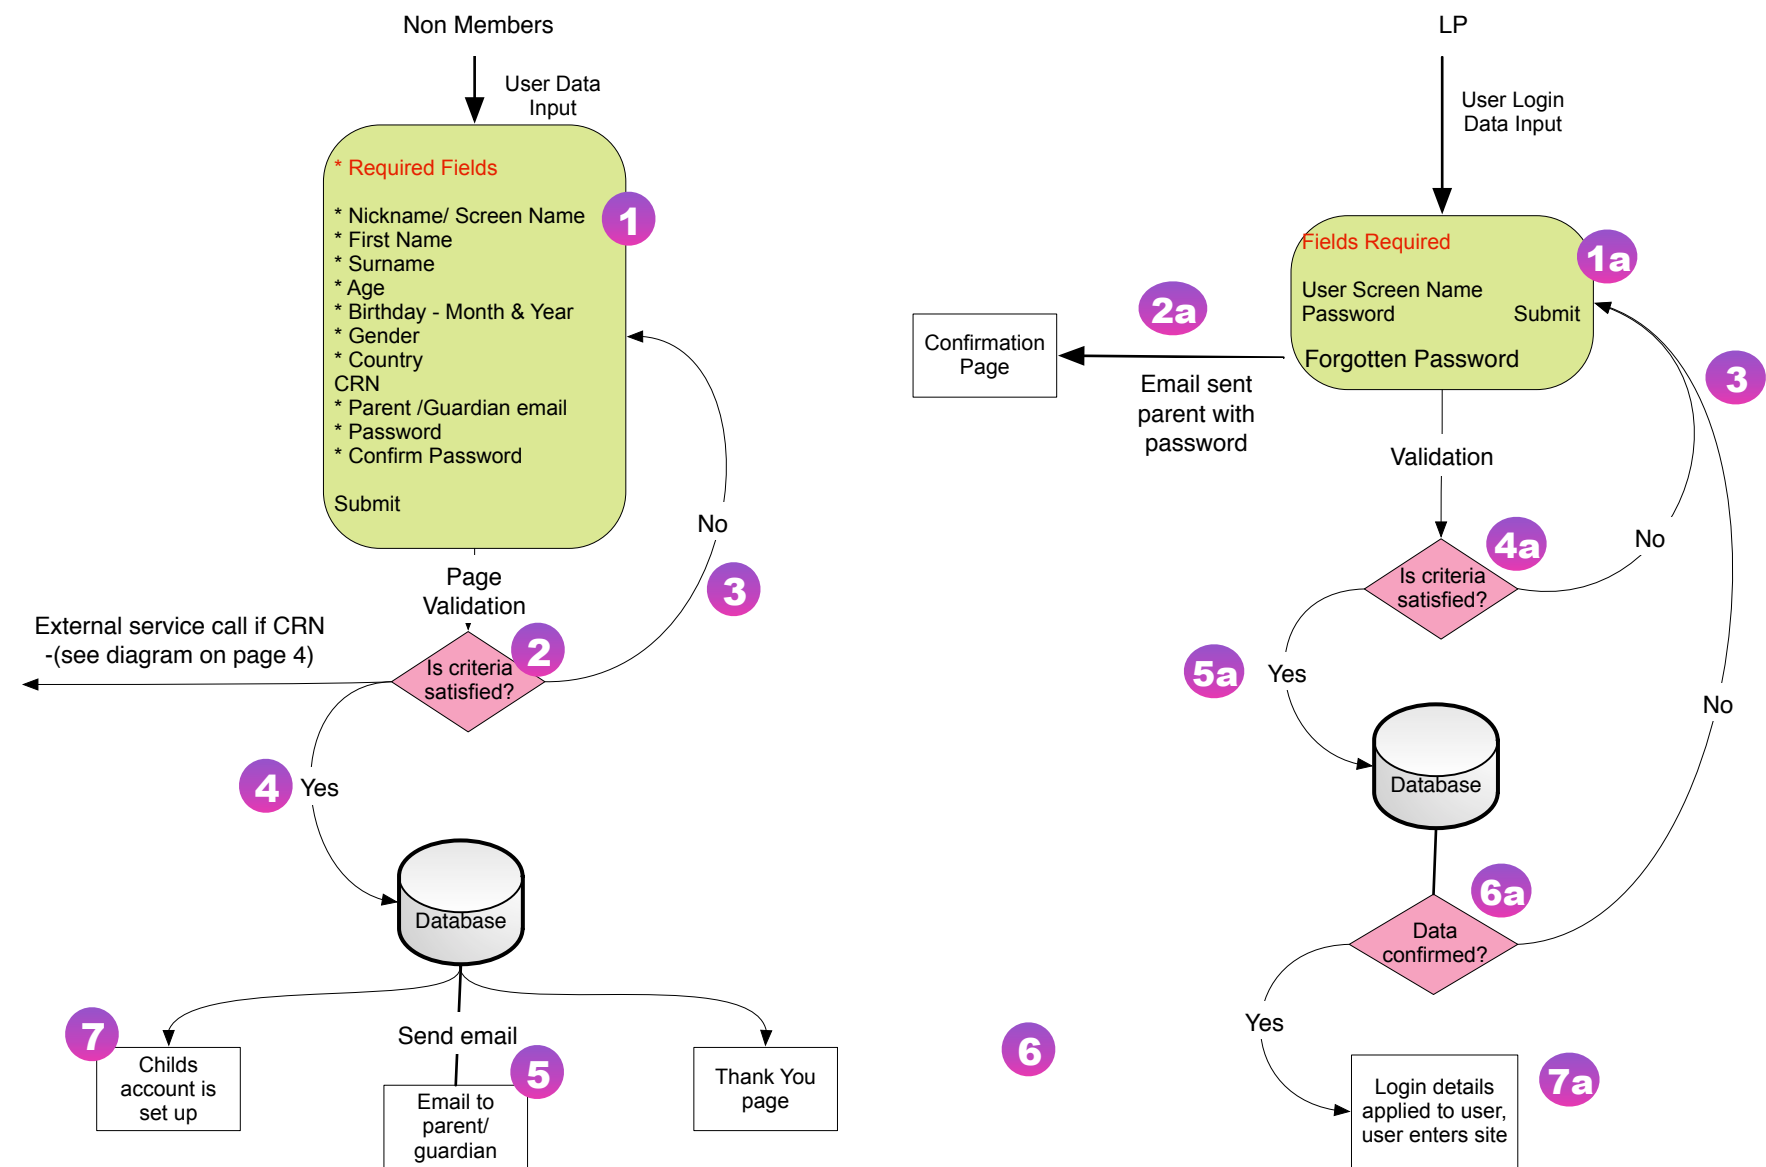 Non Members
User Data
Input
* Required Fields
* Nickname/ Screen Name
* First Name
* Surname
* Age
* Birthday - Month & Year
* Gender
* Country
CRN
* Parent /Guardian email
* Password
* Confirm Password
Submit
1
No
3
Page
Validation
2
Is criteria
satisfied?
External service call if CRN
-(see diagram on page 4)
4
Yes
Database
7
Childs
account is
set up
Send email
5
Email to
parent/
guardian
Thank You
page
LP
User Login
Data Input
Fields Required
1a
User Screen Name
Password
Submit
Forgotten Password
2a
Confirmation
Page
Email sent
parent with
password
3
Validation
4a
Is criteria
satisfied?
No
5a
Yes
No
Database
6a
Data
confirmed?
Yes
6
Login details
applied to user,
user enters site
7a